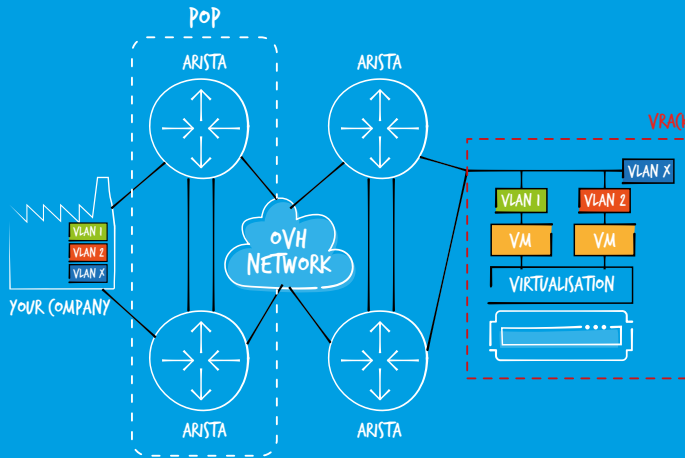 POP
ARISTA
ARISTA
VRACK
VLAN X
VLAN 1
VLAN 2
VLAN 1
VLAN 2
VLAN X
OVH
NETWORK
VM
VM
VIRTUALISATION
YOUR COMPANY
ARISTA
ARISTA